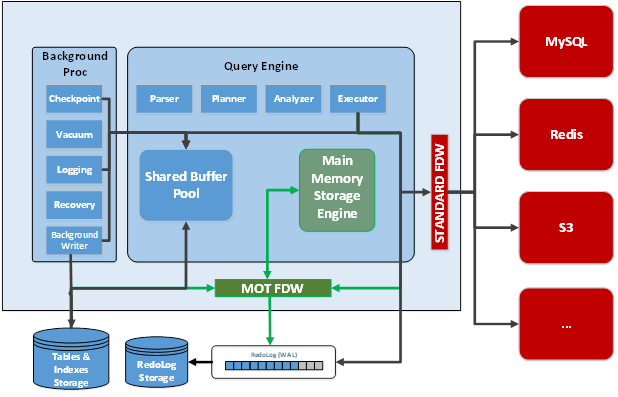 Background
Proc
Checkpoint
Vacuum
Logging
Recovery
Background
Writer
Query Engine
Parser
Planner
Analyzer
Executor
Shared Buffer
Pool
Main
Memory
Storage
Engine
STANDARD FDW
MOT FDW
MySQL
Redis
S3
...
Tables &
Indexes
Storage
RedoLog
Storage
RedoLog (WAL)